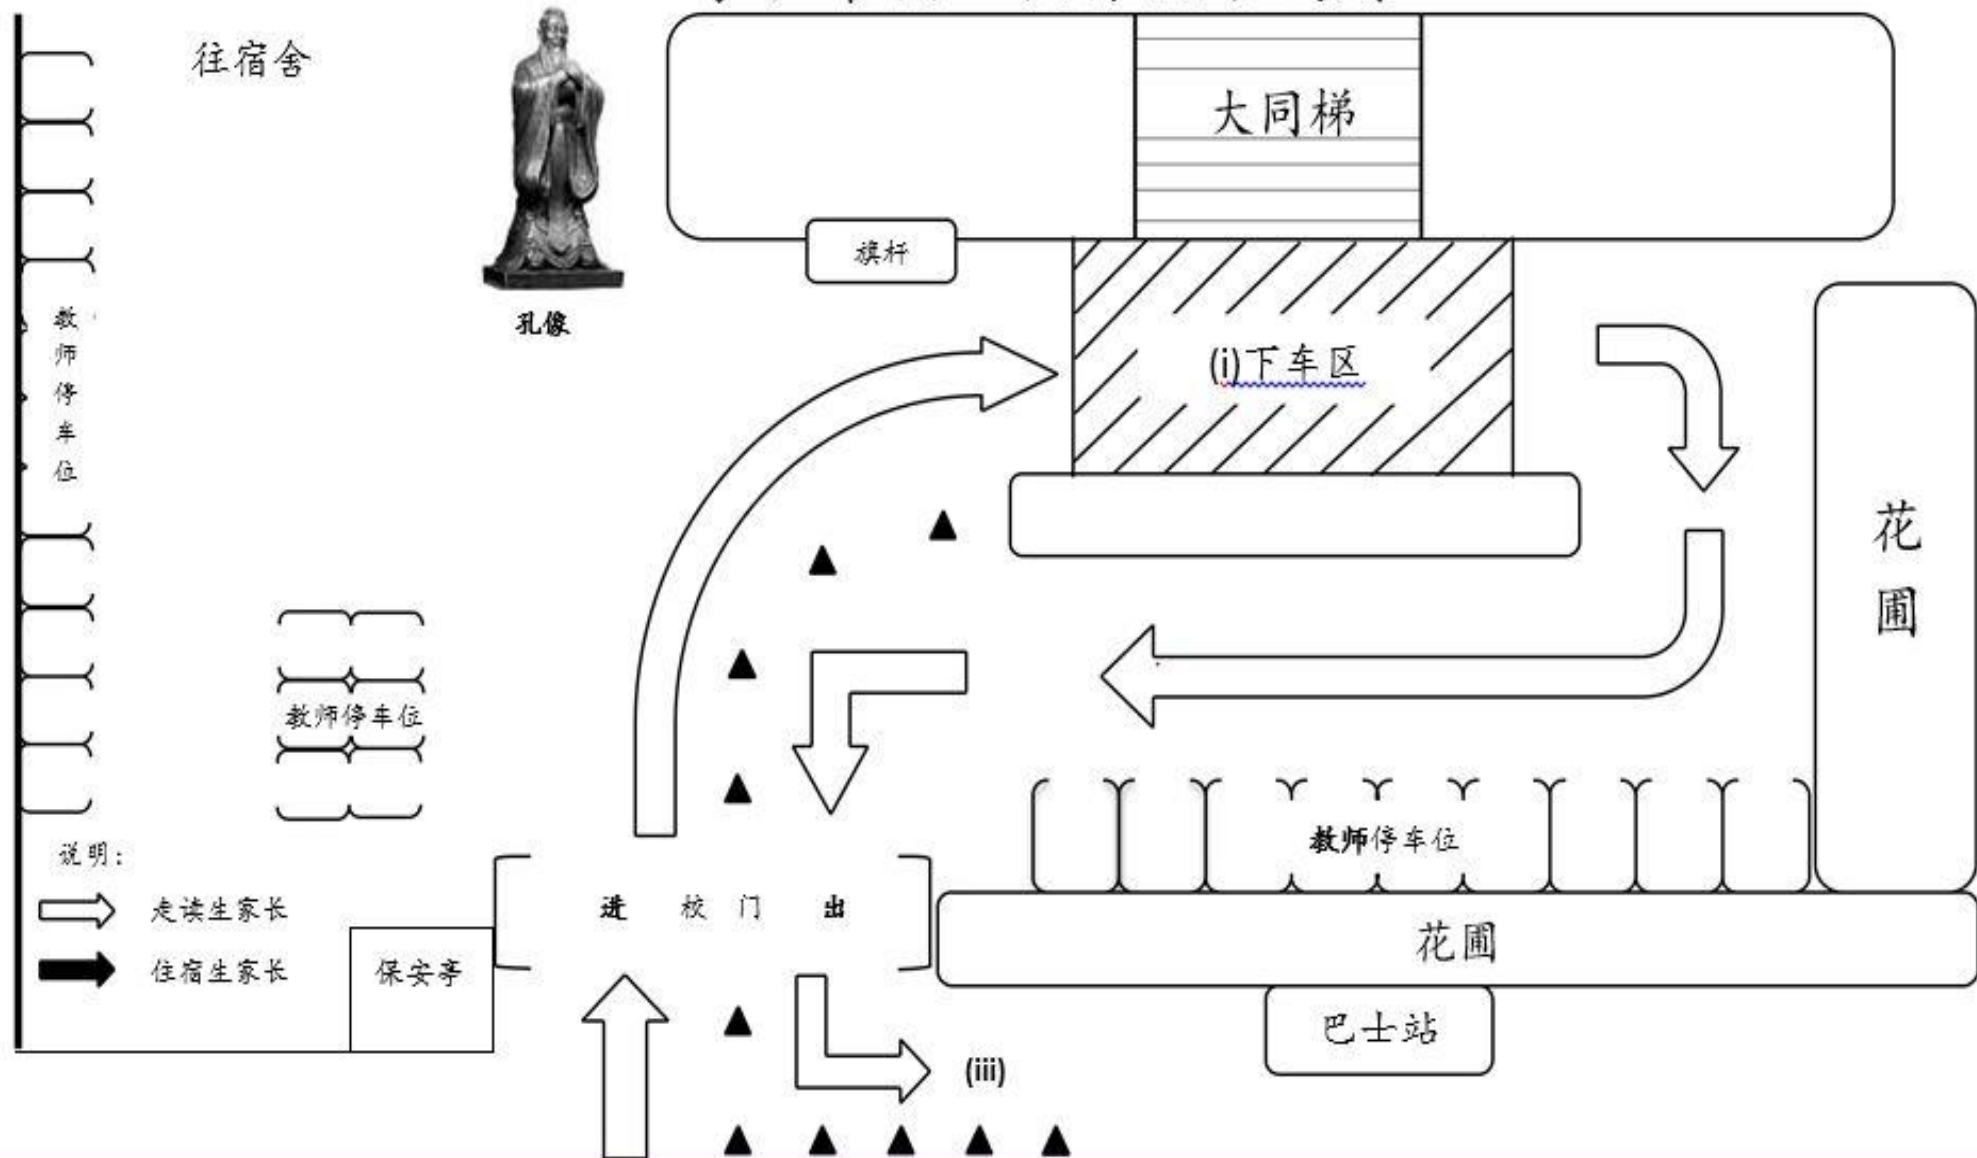 往宿舍
大同梯
旗杆
孔像
(i)下车区
教师停车位
花圃
教师停车位
教师停车位
说明：
走读生家长
住宿生家长
保安亭
进 校 门 出
花圃
巴士站
(iii)